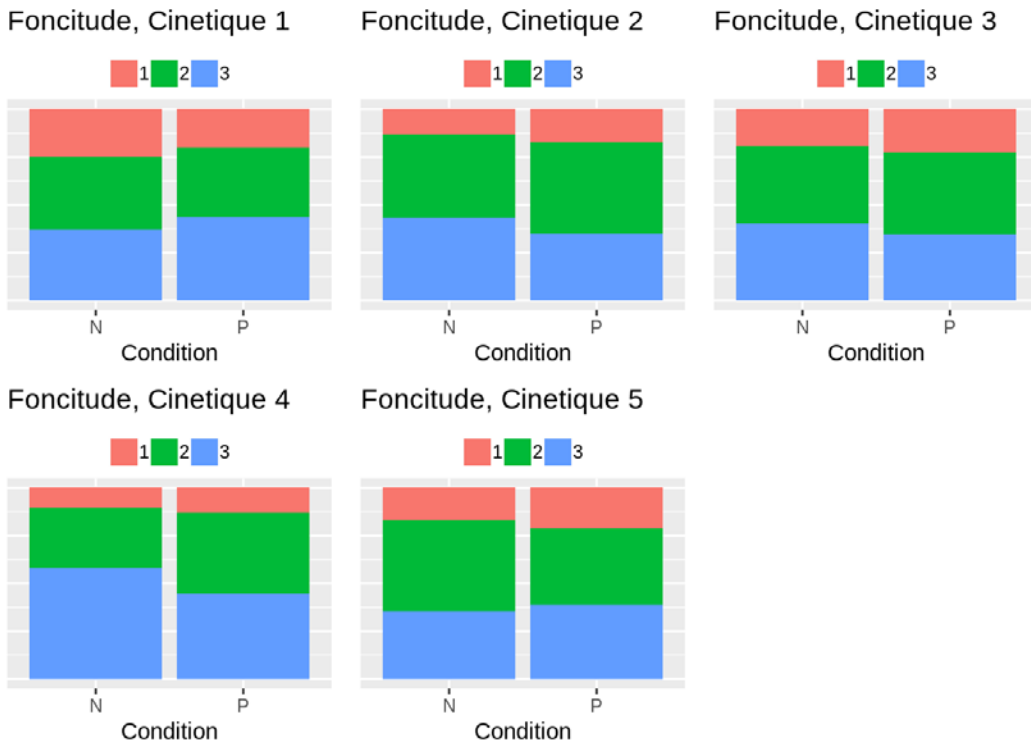 Foncitude, Cinetique 1
1 2 3
N P
Condition
Foncitude, Cinetique 2
1 2 3
N P
Condition
Foncitude, Cinetique 3
1 2 3
N P
Condition
Foncitude, Cinetique 4
1 2 3
N P
Condition
Foncitude, Cinetique 5
1 2 3
N P
Condition